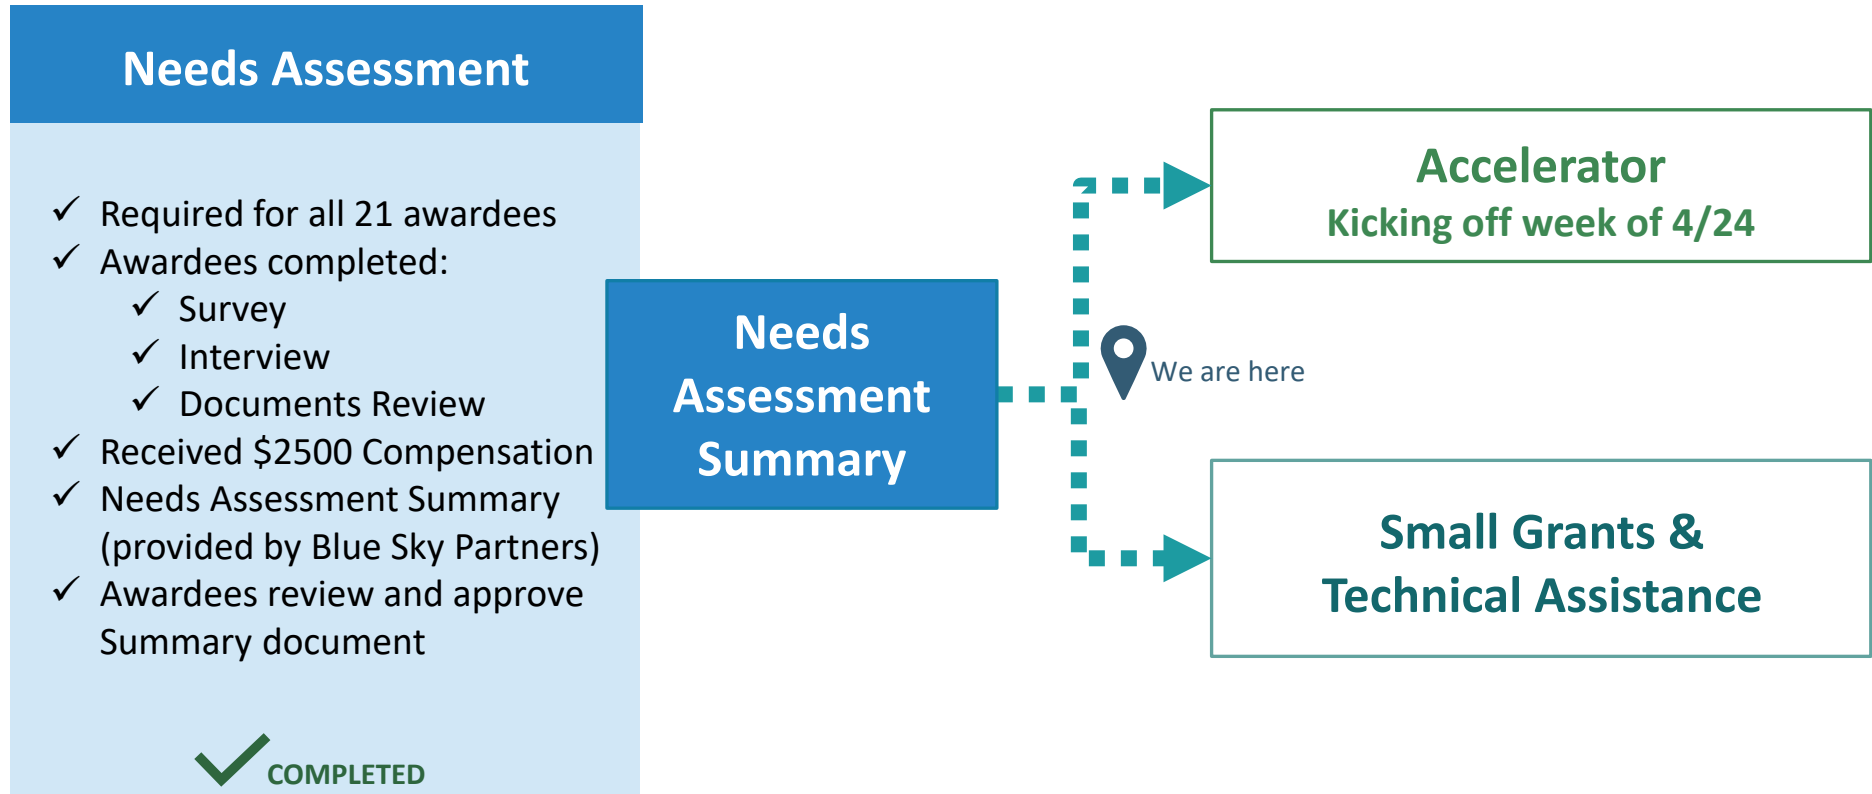 Needs Assessment
✓ Required for all 21 awardees
✓ Awardees completed:
✓ Survey
✓ Interview
✓ Documents Review
✓ Received $2500 Compensation
✓ Needs Assessment Summary
(provided by Blue Sky Partners)
✓ Awardees review and approve
Summary document
COMPLETED
Needs
Assessment
Summary
We are here
Accelerator
Kicking off week of 4/24
Small Grants &
Technical Assistance